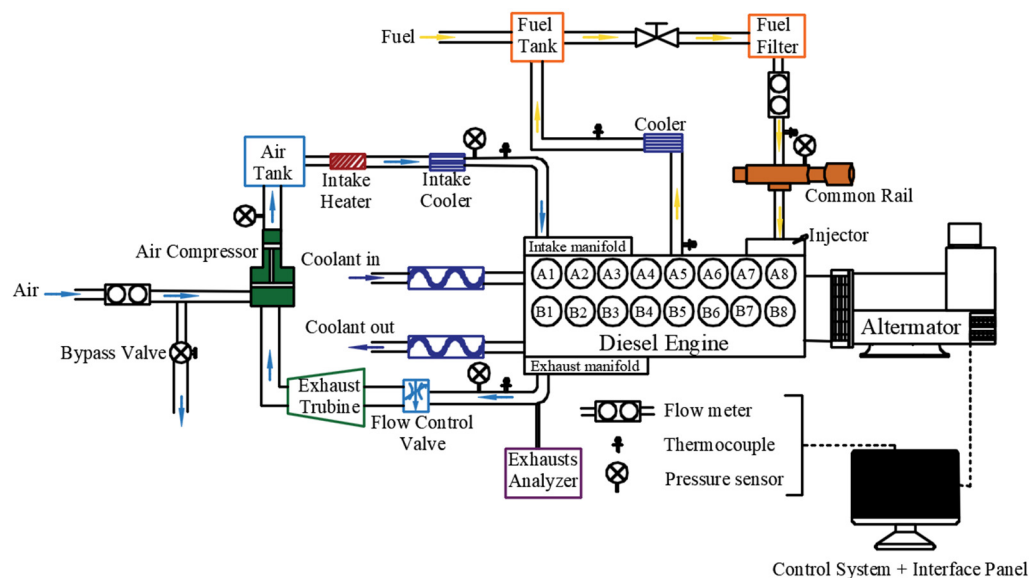 Fuel
Fuel
Tank
Fuel
Filter
Cooler
Air
Tank
Intake
Heater
Intake
Cooler
Common Rail
Air Compressor
Intake manifold
Injector
Coolant in
A1 A2 A3 A4 A5 A6 A7 A8
Air
B1 B2 B3 B4 B5 B6 B7 B8
Altermator
Coolant out
Diesel Engine
Bypass Valve
Exhaust manifold
Exhaust
Trubine
Flow Control
Valve
Flow meter
Thermocouple
Exhausts
Analyzer
Pressure sensor
Control System + Interface Panel